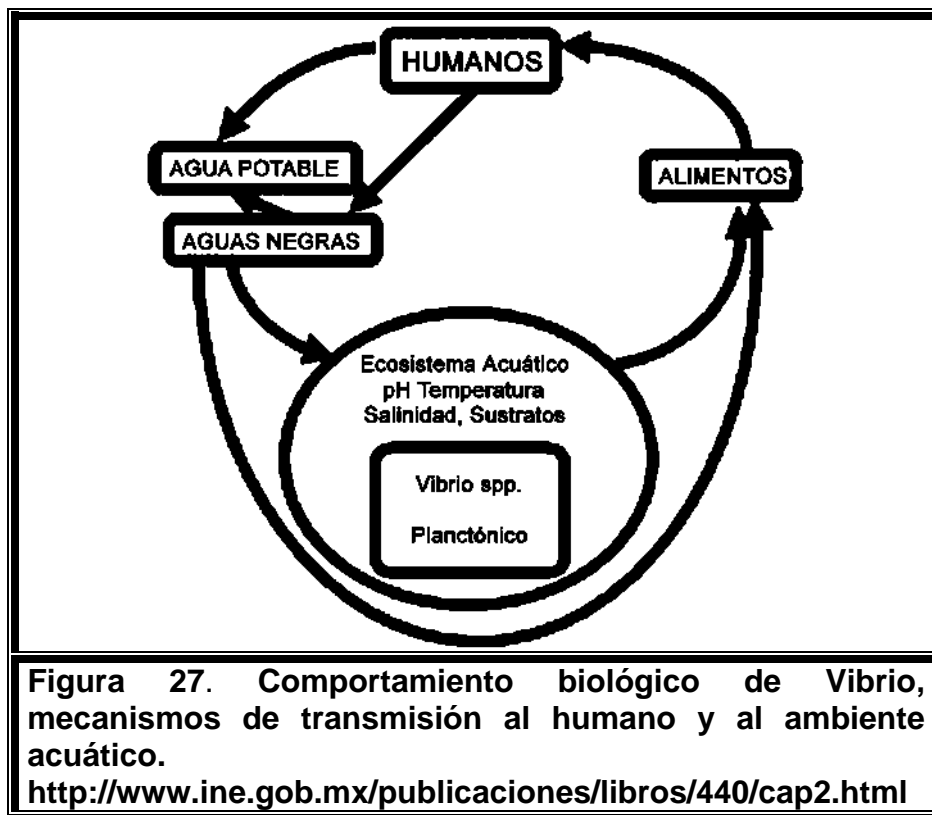 HUMANOS
AGUA POTABLE
ALIMENTOS
AGUAS NEGRAS
Ecosistema Acuático
pH Temperatura
Salinidad, Sustratos
Vibrio spp.
Planctónico
Figura 27. Comportamiento biológico de Vibrio,
mecanismos de transmisión al humano y al ambiente
acuático.
http://www.ine.gob.mx/publicaciones/libros/440/cap2.html